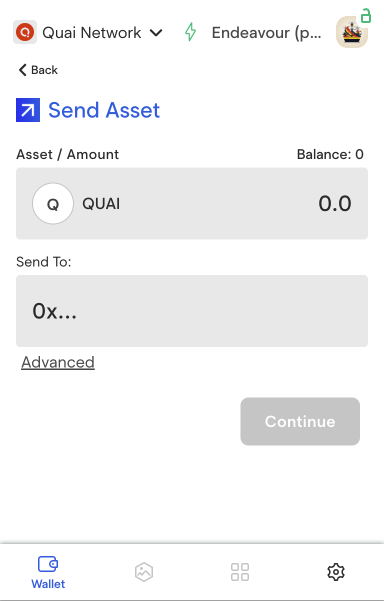 Quai Network
Endeavour (p...
Back
Send Asset
Asset / Amount
Balance: 0
Q
QUAI
0.0
Send To:
0x...
Advanced
Continue
Wallet